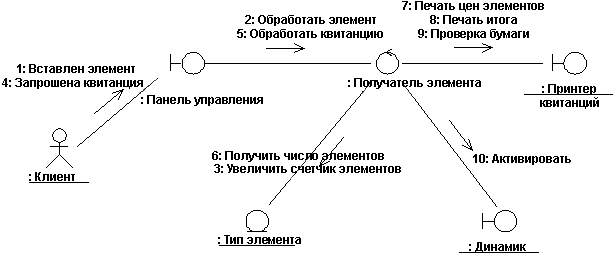 7: Печать цен элементов
8: Печать итога
9: Проверка бумаги
2: Обработать элемент
5: Обработать квитанцию
1: Вставлен элемент
4: Запрошена квитанция
: Панель управления
: Получатель элемента
: Принтер
квитанций
: Клиент
6: Получить число элементов
3: Увеличить счетчик элементов
10: Активировать
: Тип элемента
: Динамик